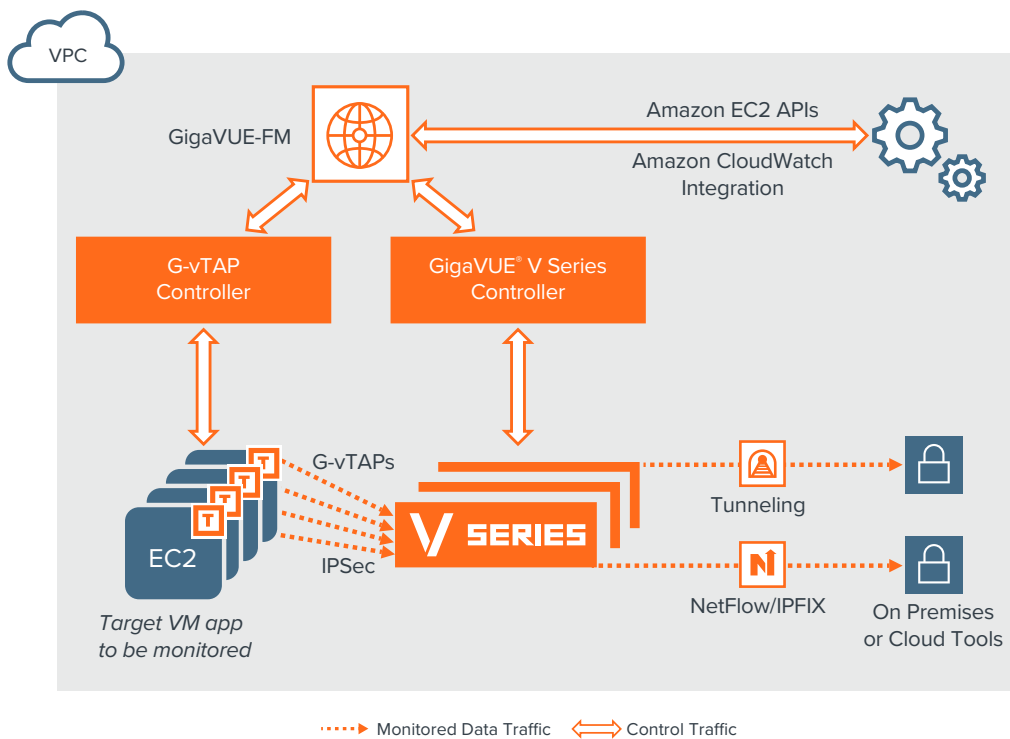 VPC
GigaVUE-FM
Amazon EC2 APIs
Amazon CloudWatch
Integration
G-vTAP
Controller
GigaVUE® V Series
Controller
T
T
T
T
G-vTAPs
EC2
IPSec
V SERIES
Tunneling
N
NetFlow/IPFIX
Target VM app
to be monitored
On Premises
or Cloud Tools
Monitored Data Traffic
Control Traffic